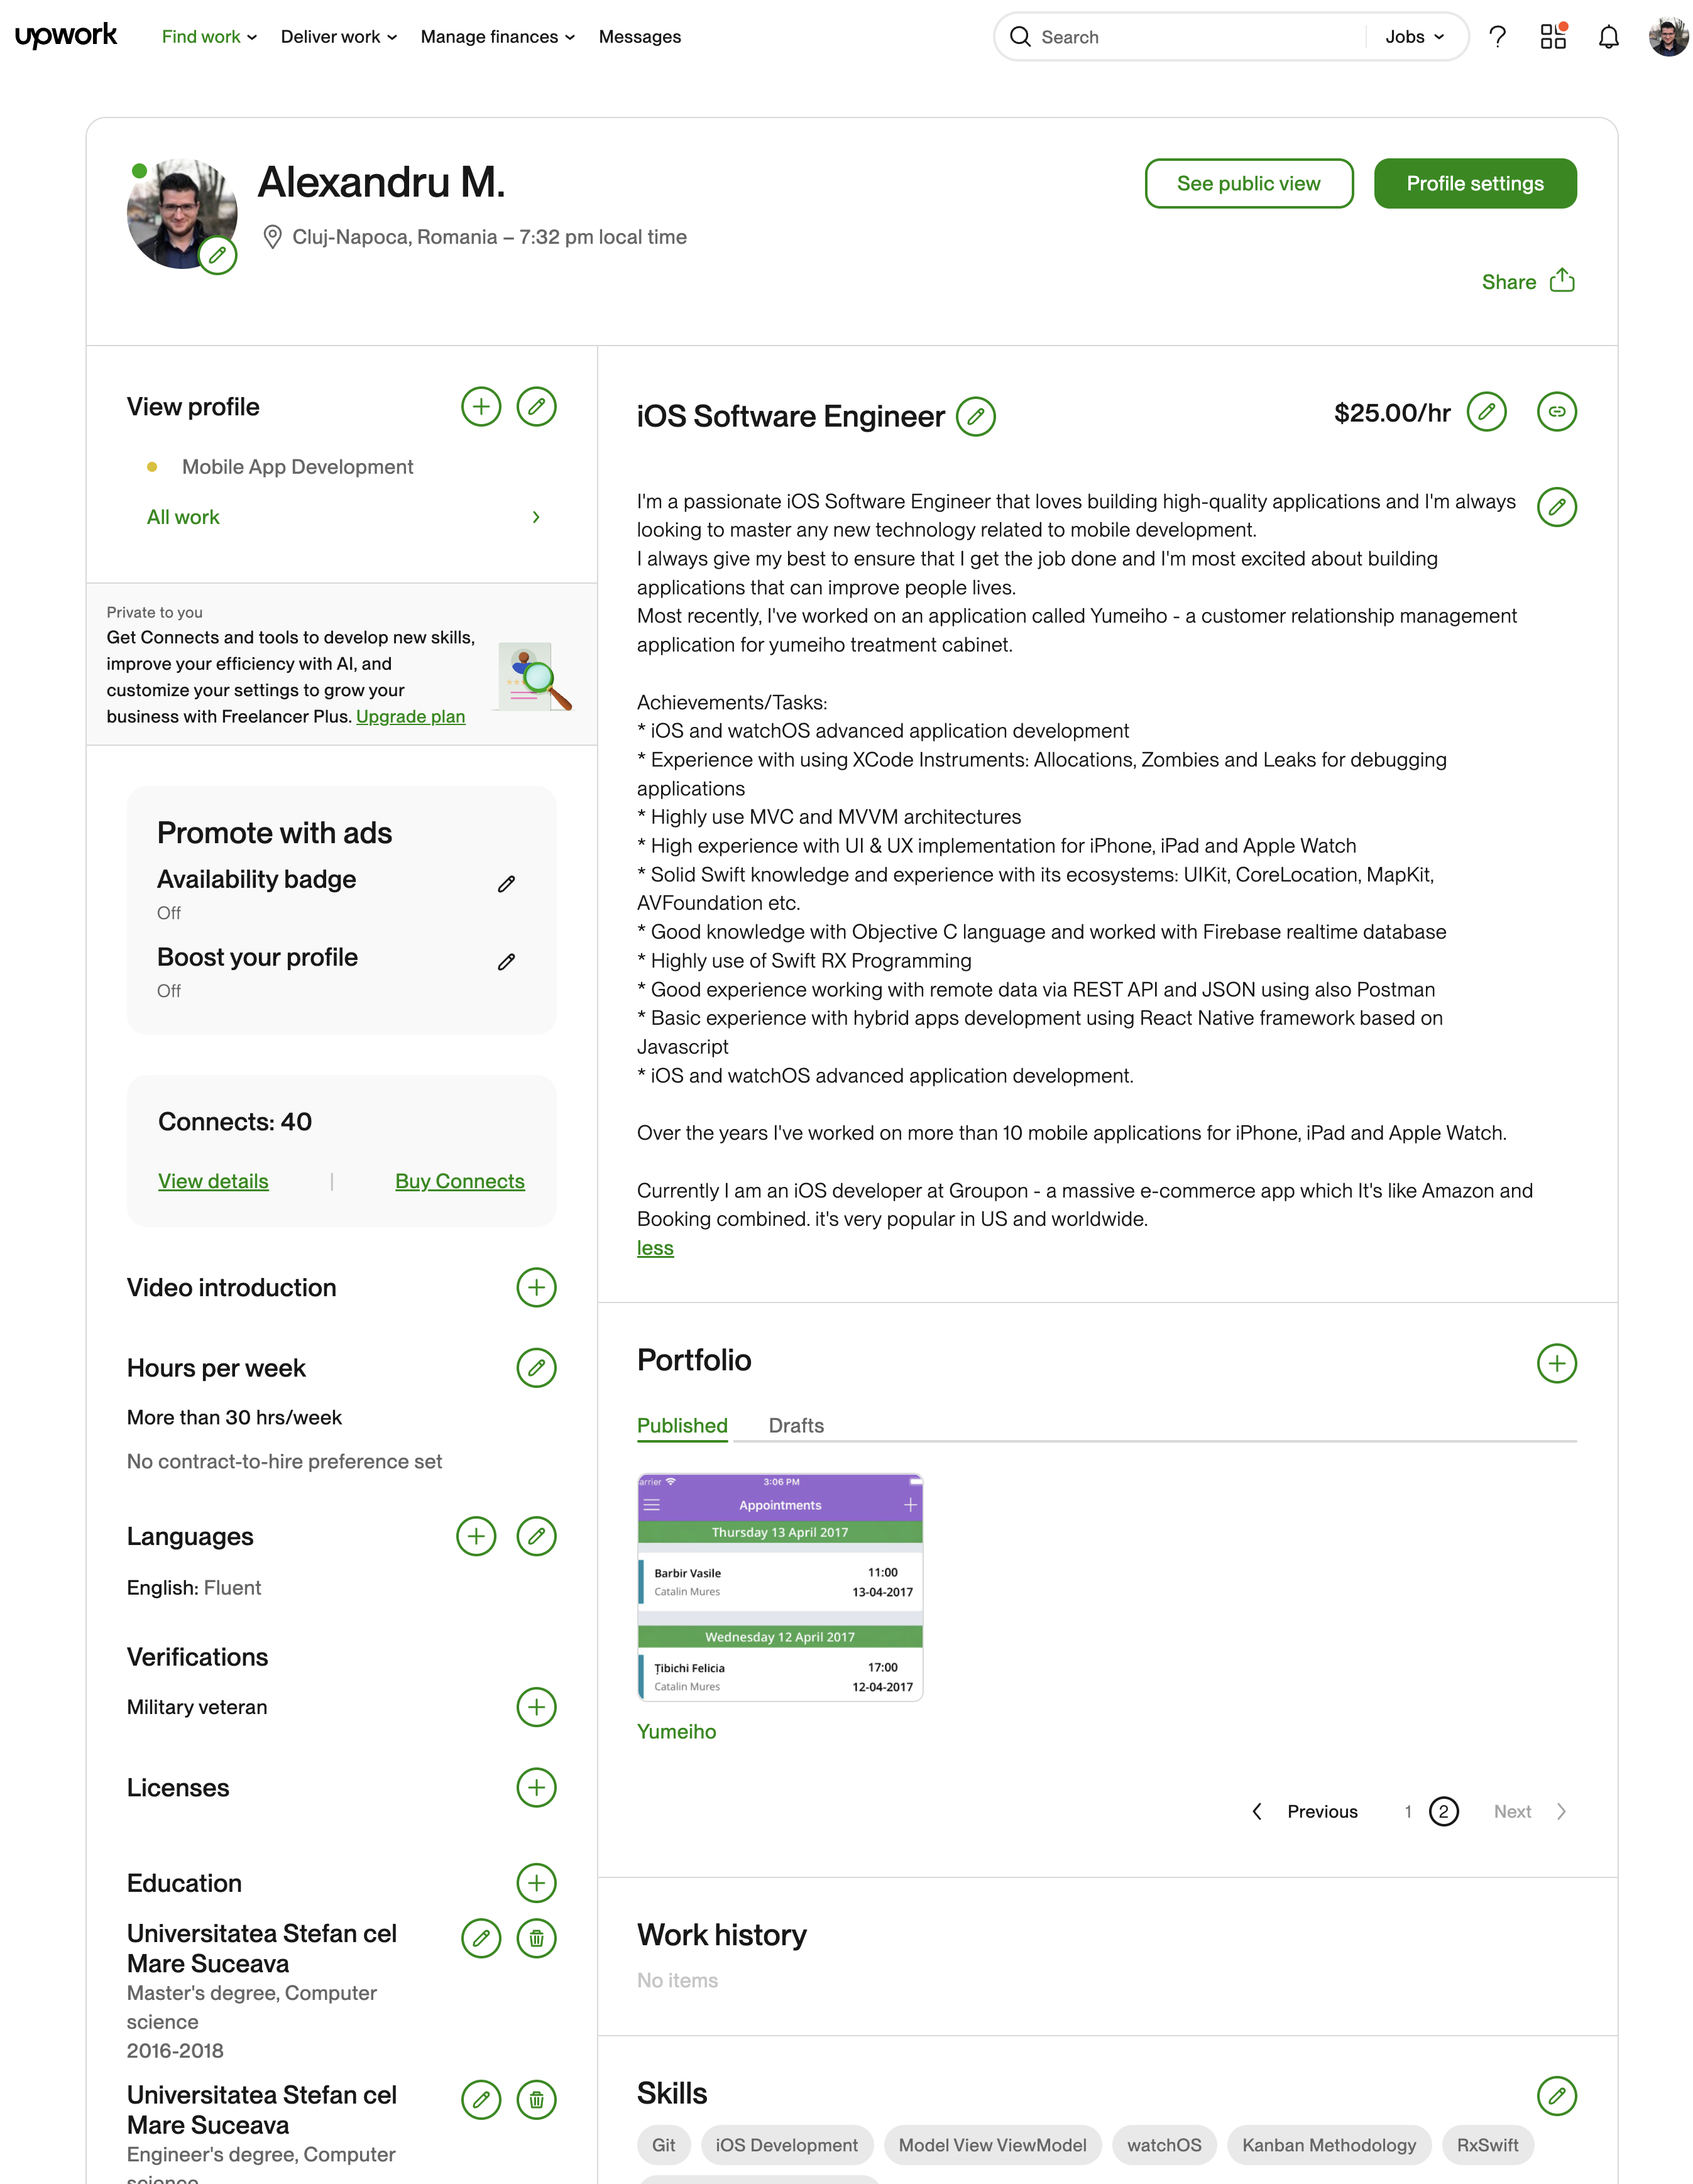 upwork
Find work
Deliver work
Manage finances
Messages
Search
Jobs
Alexandru M.
Cluj-Napoca, Romania – 7:32 pm local time
See public view
Profile settings
Share
View profile
Mobile App Development
All work
Private to you
Get Connects and tools to develop new skills,
improve your efficiency with AI, and
customize your settings to grow your
business with Freelancer Plus. Upgrade plan
Promote with ads
Availability badge
Off
Boost your profile
Off
Connects: 40
View details | Buy Connects
Video introduction
Hours per week
More than 30 hrs/week
No contract-to-hire preference set
Languages
English: Fluent
Verifications
Military veteran
Licenses
Education
Universitatea Stefan cel
Mare Suceava
Master's degree, Computer
science
2016-2018
Universitatea Stefan cel
Mare Suceava
Engineer's degree, Computer
science
iOS Software Engineer
$25.00/hr
I'm a passionate iOS Software Engineer that loves building high-quality applications and I'm always
looking to master any new technology related to mobile development.
I always give my best to ensure that I get the job done and I'm most excited about building
applications that can improve people lives.
Most recently, I've worked on an application called Yumeiho - a customer relationship management
application for yumeiho treatment cabinet.
Achievements/Tasks:
* iOS and watchOS advanced application development
* Experience with using XCode Instruments: Allocations, Zombies and Leaks for debugging
applications
* Highly use MVC and MVVM architectures
* High experience with UI & UX implementation for iPhone, iPad and Apple Watch
* Solid Swift knowledge and experience with its ecosystems: UIKit, CoreLocation, MapKit,
AVFoundation etc.
* Good knowledge with Objective C language and worked with Firebase realtime database
* Highly use of Swift RX Programming
* Good experience working with remote data via REST API and JSON using also Postman
* Basic experience with hybrid apps development using React Native framework based on
Javascript
* iOS and watchOS advanced application development.
Over the years I've worked on more than 10 mobile applications for iPhone, iPad and Apple Watch.
Currently I am an iOS developer at Groupon - a massive e-commerce app which It's like Amazon and
Booking combined. it's very popular in US and worldwide.
less
Portfolio
Published
Drafts
arrier 3:06 PM
Appointments
Thursday 13 April 2017
Barbir Vasile 11:00
Catalin Mures 13-04-2017
Wednesday 12 April 2017
Țibichi Felicia 17:00
Catalin Mures 12-04-2017
Yumeiho
Previous 1 2 Next
Work history
No items
Skills
Git
iOS Development
Model View ViewModel
watchOS
Kanban Methodology
RxSwift